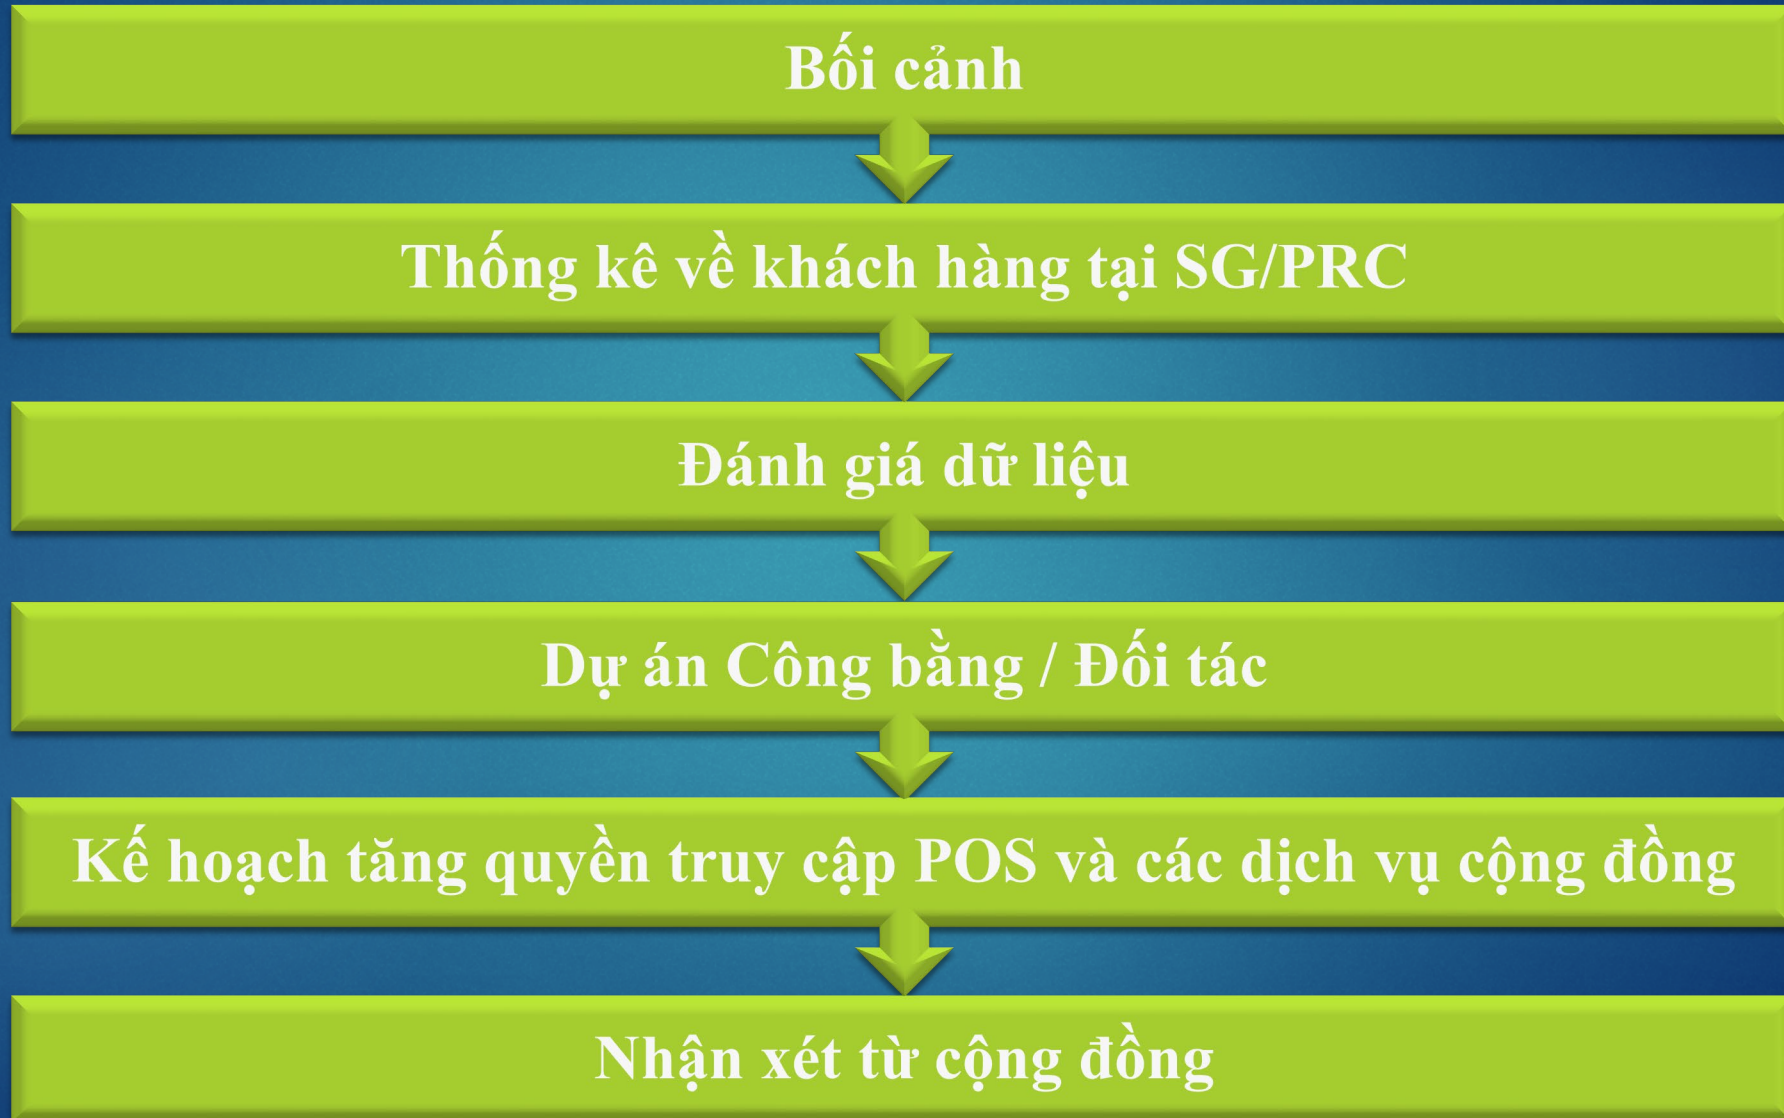 Bối cảnh
Thống kê về khách hàng tại SG/PRC
Đánh giá dữ liệu
Dự án Công bằng / Đối tác
Kế hoạch tăng quyền truy cập POS và các dịch vụ cộng đồng
Nhận xét từ cộng đồng